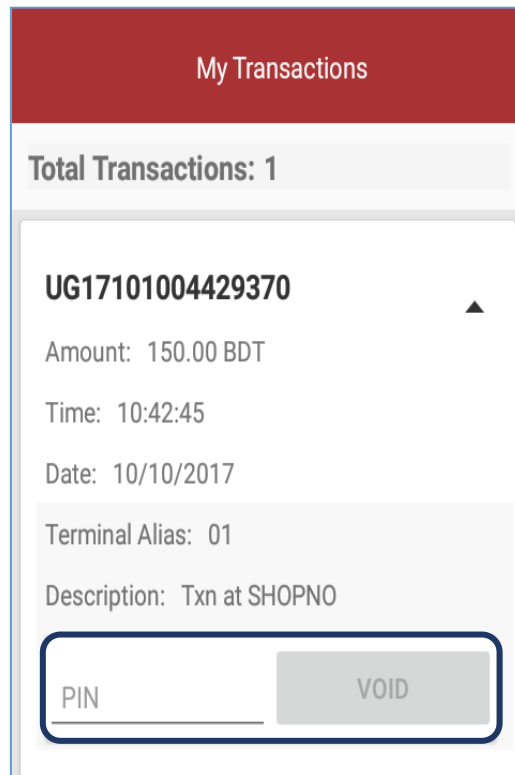 My Transactions
Total Transactions: 1
UG17101004429370
Amount: 150.00 BDT
Time: 10:42:45
Date: 10/10/2017
Terminal Alias: 01
Description: Txn at SHOPNO
PIN VOID